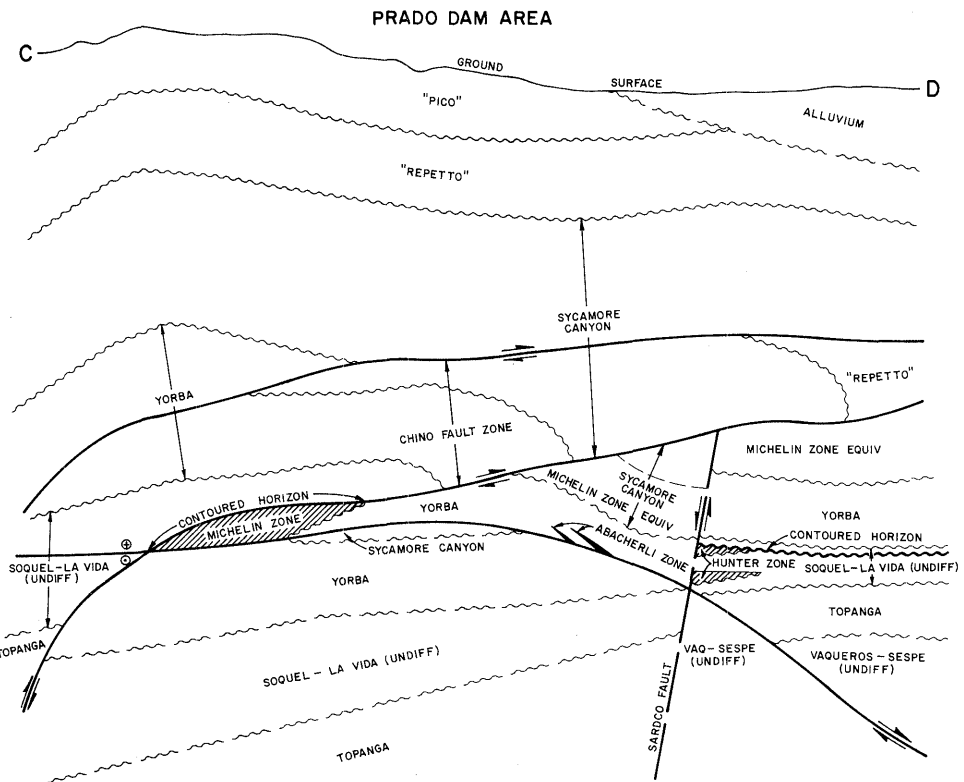 PRADO DAM AREA
C
GROUND
SURFACE
D
"PICO"
ALLUVIUM
"REPETTO"
SYCAMORE
CANYON
"REPETTO"
YORBA
CHINO FAULT ZONE
MICHELIN ZONE EQUIV
SYCAMORE
CANYON
MICHELIN ZONE EQUIV
CONTOURED HORIZON
MICHELIN ZONE
YORBA
YORBA
CONTOURED HORIZON
ABACHERLI ZONE
SYCAMORE CANYON
HUNTER ZONE
SOQUEL-LA VIDA (UNDIFF)
SOQUEL-LA VIDA
(UNDIFF)
YORBA
TOPANGA
TOPANGA
VAQ-SESPE
(UNDIFF)
VAQUEROS-SESPE
(UNDIFF)
SOQUEL - LA VIDA (UNDIFF)
SARDCO FAULT
TOPANGA